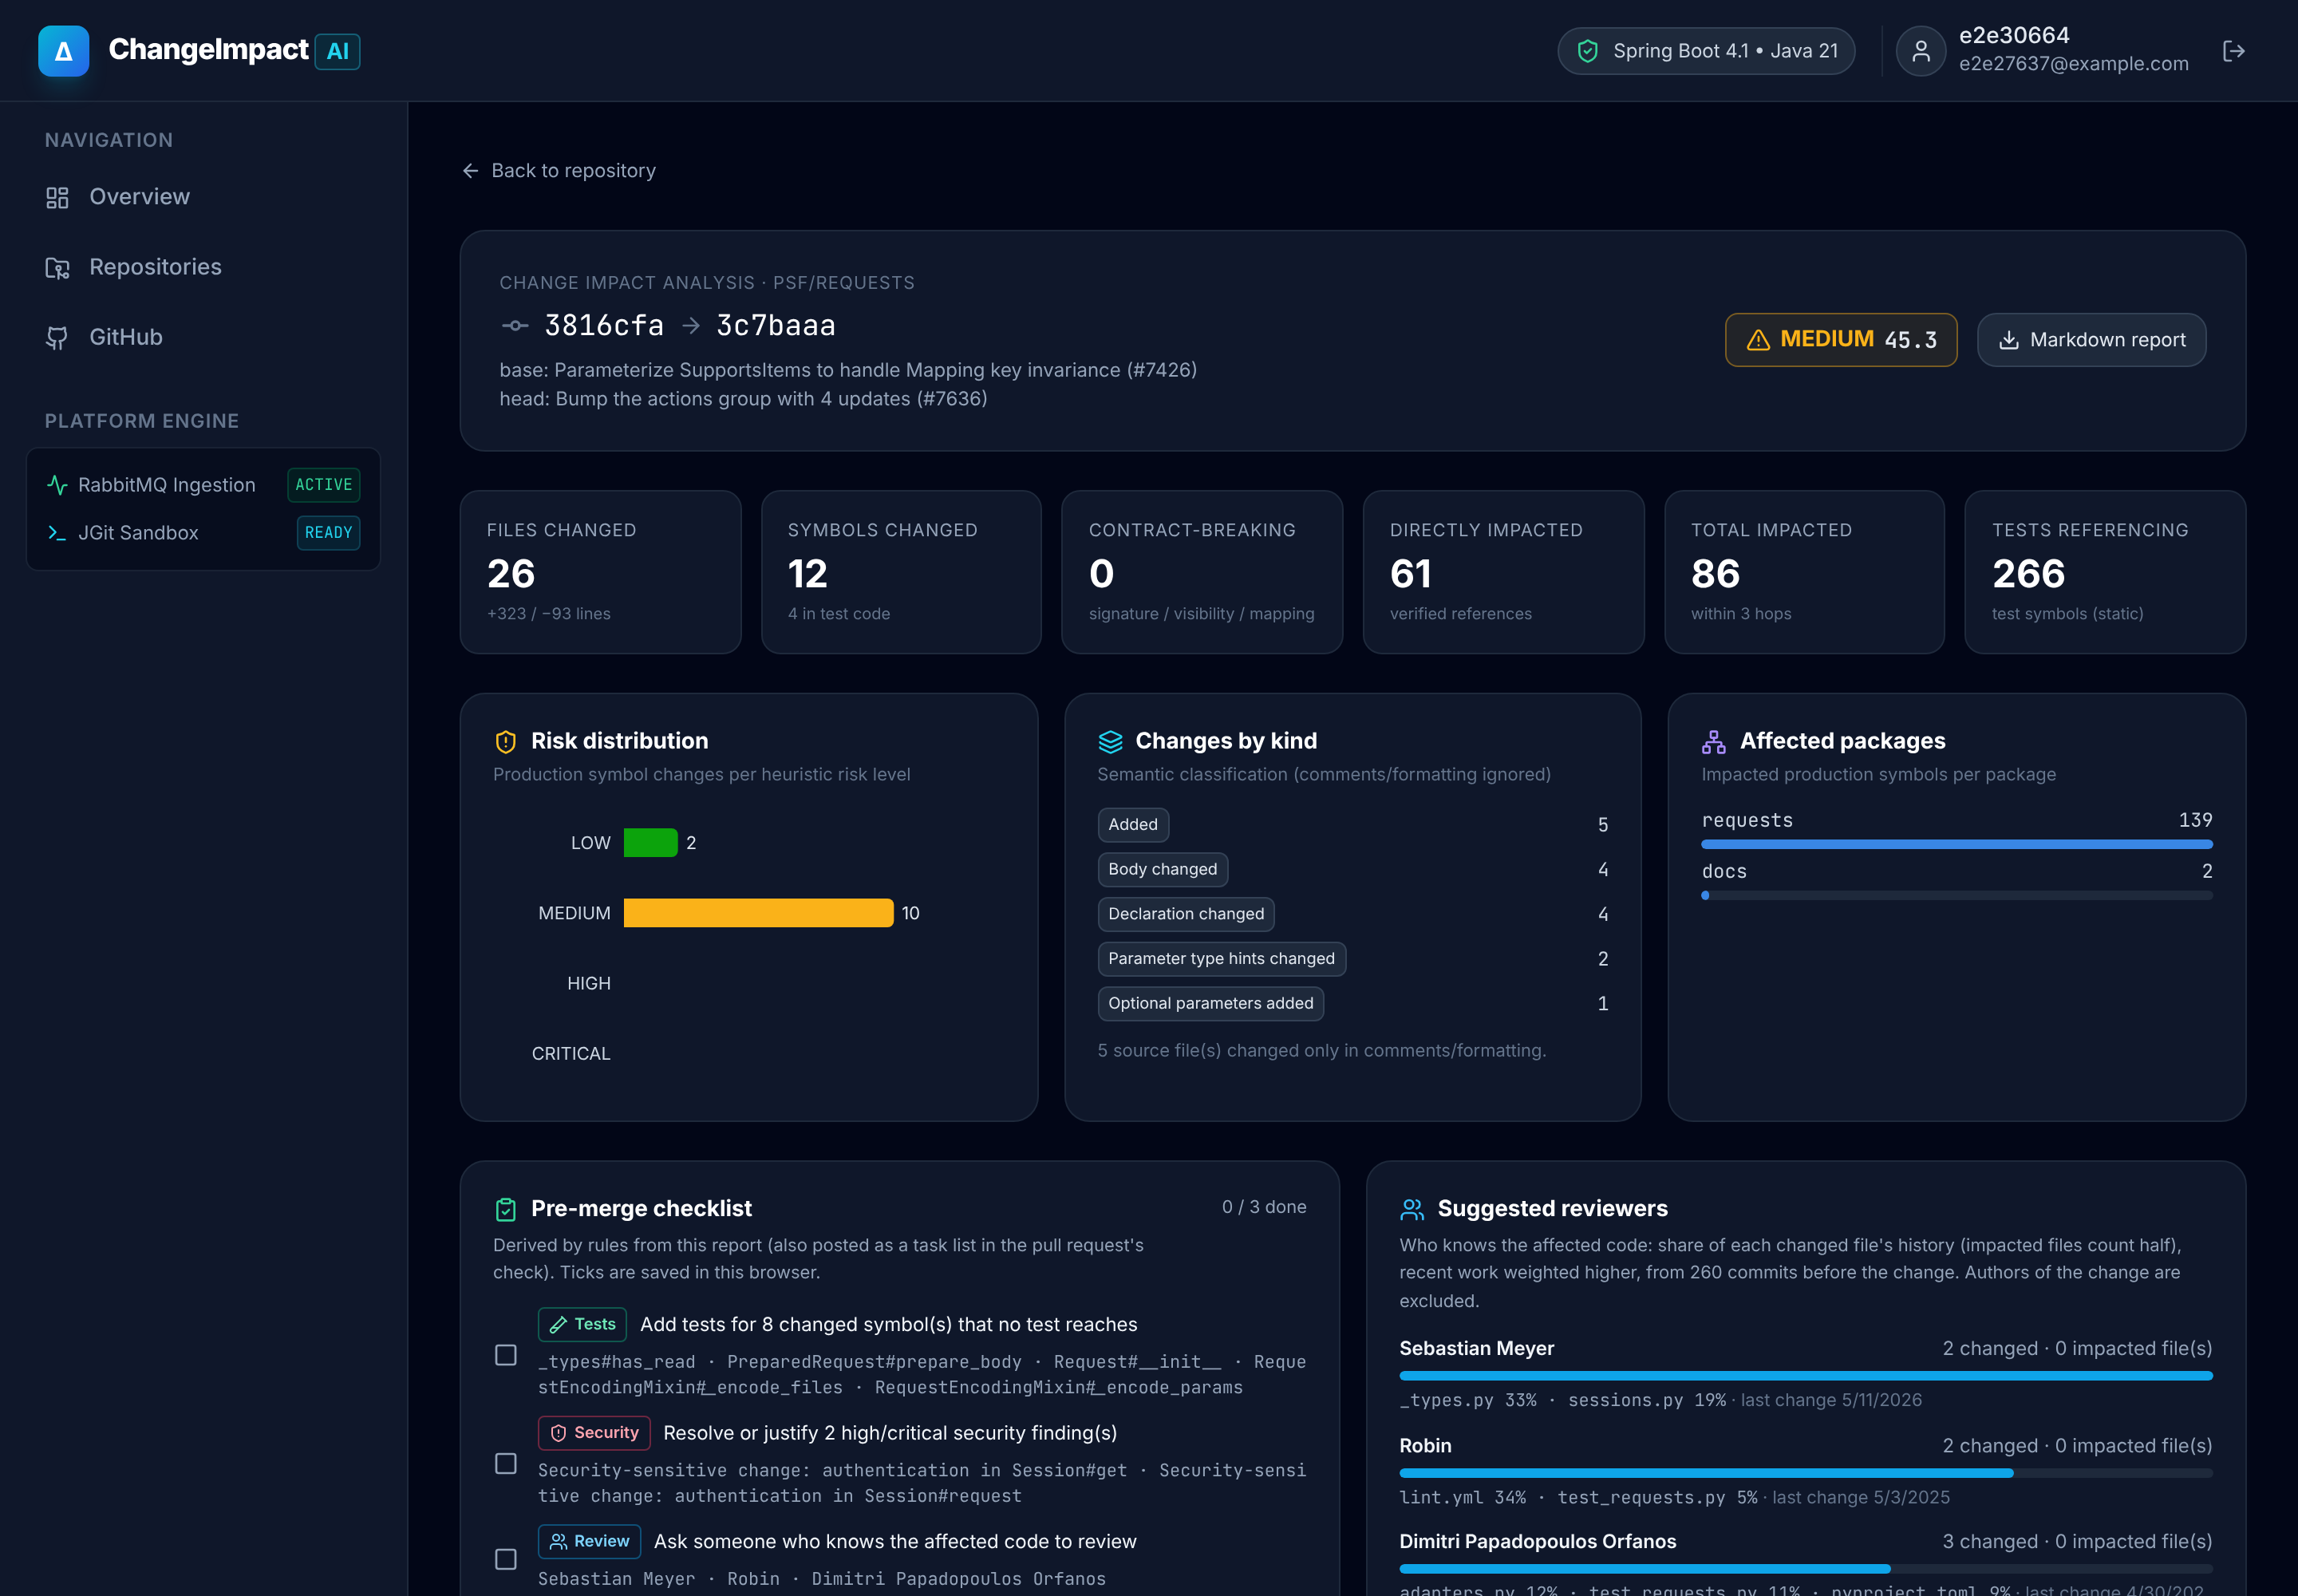 Δ ChangeImpact AI
Spring Boot 4.1 • Java 21
e2e30664
e2e27637@example.com
NAVIGATION
Overview
Repositories
GitHub
PLATFORM ENGINE
RabbitMQ Ingestion ACTIVE
JGit Sandbox READY
Back to repository
CHANGE IMPACT ANALYSIS · PSF/REQUESTS
3816cfa → 3c7baaa
base: Parameterize SupportsItems to handle Mapping key invariance (#7426)
head: Bump the actions group with 4 updates (#7636)
MEDIUM 45.3
Markdown report
FILES CHANGED
26
+323 / −93 lines
SYMBOLS CHANGED
12
4 in test code
CONTRACT-BREAKING
0
signature / visibility / mapping
DIRECTLY IMPACTED
61
verified references
TOTAL IMPACTED
86
within 3 hops
TESTS REFERENCING
266
test symbols (static)
Risk distribution
Production symbol changes per heuristic risk level
LOW 2
MEDIUM 10
HIGH
CRITICAL
Changes by kind
Semantic classification (comments/formatting ignored)
Added 5
Body changed 4
Declaration changed 4
Parameter type hints changed 2
Optional parameters added 1
5 source file(s) changed only in comments/formatting.
Affected packages
Impacted production symbols per package
requests 139
docs 2
Pre-merge checklist 0 / 3 done
Derived by rules from this report (also posted as a task list in the pull request's
check). Ticks are saved in this browser.
Tests Add tests for 8 changed symbol(s) that no test reaches
_types#has_read · PreparedRequest#prepare_body · Request#__init__ · Reque
stEncodingMixin#_encode_files · RequestEncodingMixin#_encode_params
Security Resolve or justify 2 high/critical security finding(s)
Security-sensitive change: authentication in Session#get · Security-sensi
tive change: authentication in Session#request
Review Ask someone who knows the affected code to review
Sebastian Meyer · Robin · Dimitri Papadopoulos Orfanos
Suggested reviewers
Who knows the affected code: share of each changed file's history (impacted files count half),
recent work weighted higher, from 260 commits before the change. Authors of the change are
excluded.
Sebastian Meyer 2 changed · 0 impacted file(s)
_types.py 33% · sessions.py 19% · last change 5/11/2026
Robin 2 changed · 0 impacted file(s)
lint.yml 34% · test_requests.py 5% · last change 5/3/2025
Dimitri Papadopoulos Orfanos 3 changed · 0 impacted file(s)
adapters.py 12% · test_requests.py 11% · pyproject.toml 9% · last change 4/30/202